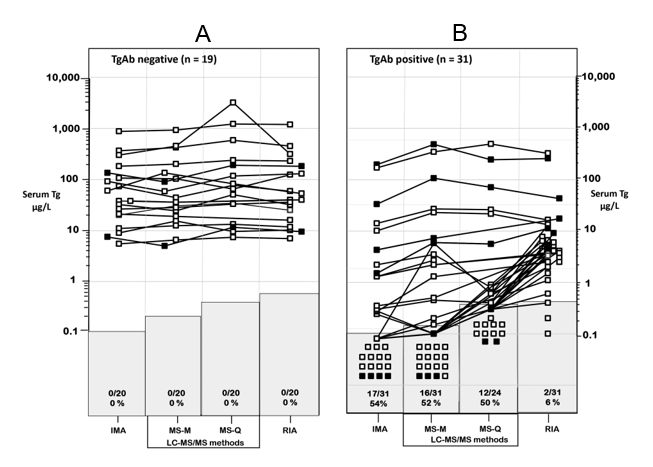 A
B
TgAb negative (n = 19)
TgAb positive (n = 31)
10,000
1,000
100
10
1
0.1
Serum Tg
µg/L
10,000
1,000
100
10
1
0.1
Serum Tg
µg/L
0/20 0/20 0/20 0/20
0 % 0 % 0 % 0 %
17/31 16/31 12/24 2/31
54% 52 % 50 % 6 %
IMA MS-M MS-Q RIA
LC-MS/MS methods
IMA MS-M MS-Q RIA
LC-MS/MS methods